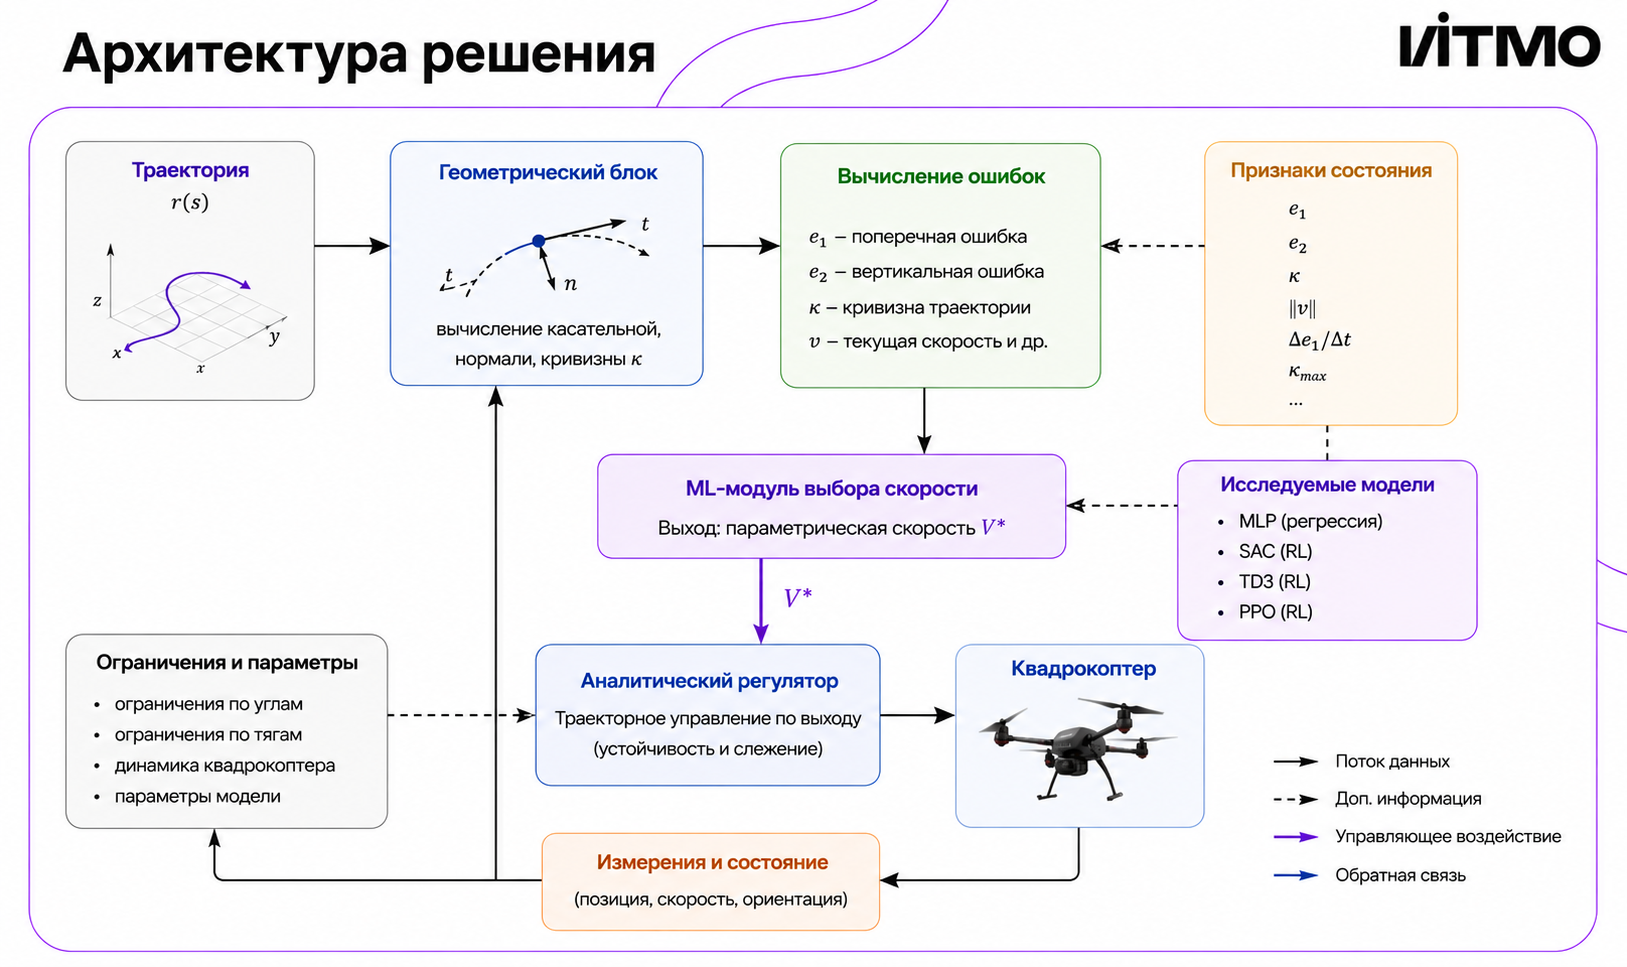 Архитектура решения
ITMO
Траектория
r(s)
z
x
x
y
Геометрический блок
t
t
n
вычисление касательной,
нормали, кривизны κ
Вычисление ошибок
e₁ – поперечная ошибка
e₂ – вертикальная ошибка
κ – кривизна траектории
v – текущая скорость и др.
Признаки состояния
e₁
e₂
κ
‖v‖
Δe₁/Δt
κₘₐₓ
...
ML-модуль выбора скорости
Выход: параметрическая скорость V*
V*
Исследуемые модели
• MLP (регрессия)
• SAC (RL)
• TD3 (RL)
• PPO (RL)
Ограничения и параметры
• ограничения по углам
• ограничения по тягам
• динамика квадрокоптера
• параметры модели
Аналитический регулятор
Траекторное управление по выходу
(устойчивость и слежение)
Квадрокоптер
Измерения и состояние
(позиция, скорость, ориентация)
Поток данных
Доп. информация
Управляющее воздействие
Обратная связь